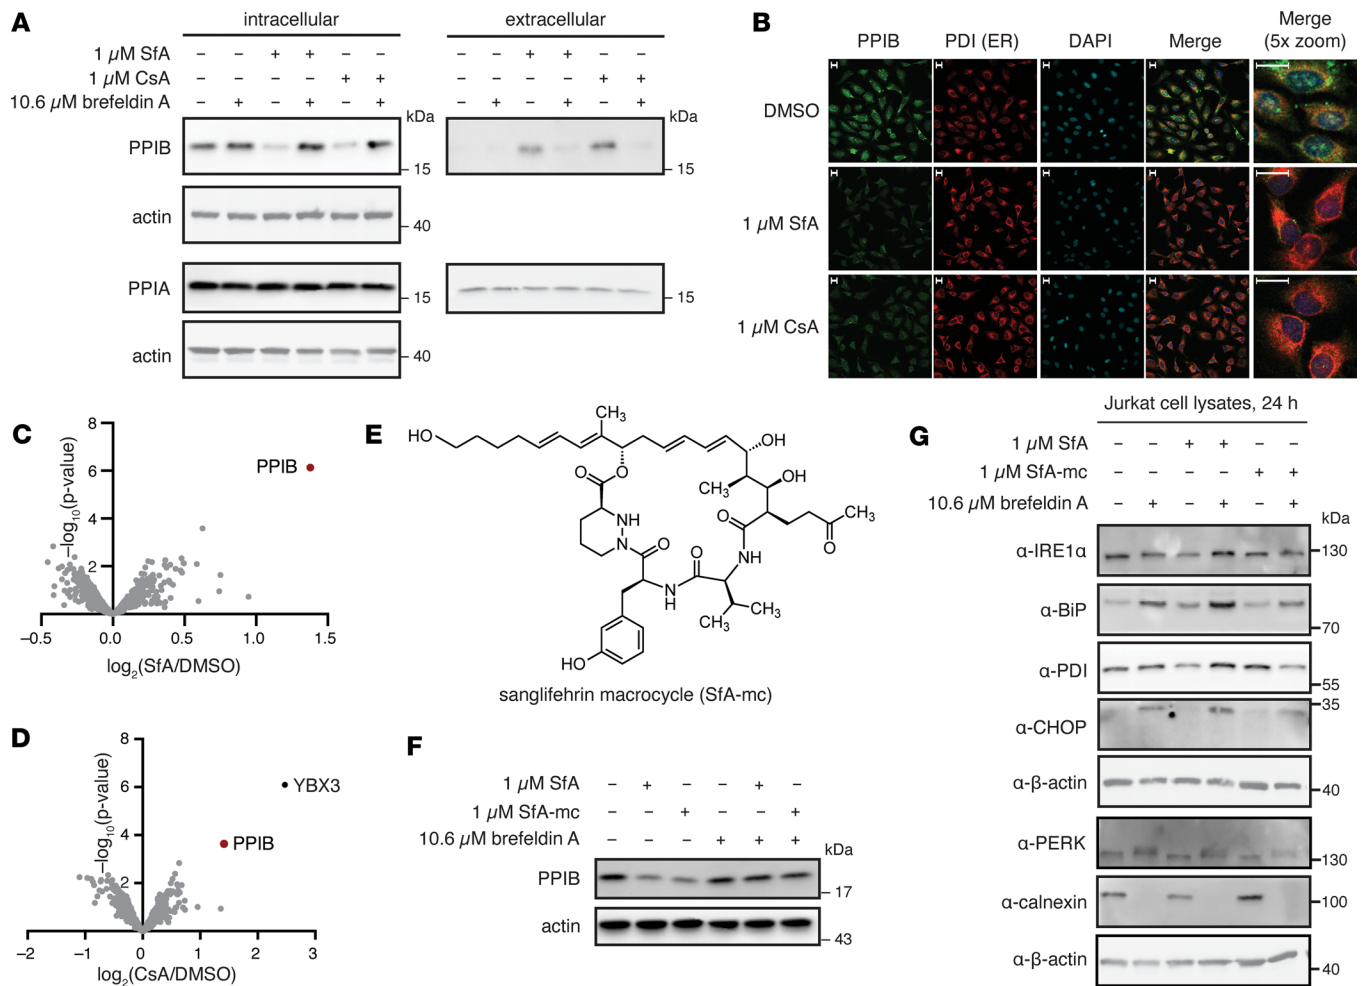 A
intracellular extracellular
1 µM SfA – – + + – – – – + + – –
1 µM CsA – – – – + + – – – – + +
10.6 µM brefeldin A – + – + – + – + – + – +
kDa kDa
PPIB
15 15
actin
40
PPIA
15 15
actin
40
B
PPIB PDI (ER) DAPI Merge Merge
(5x zoom)
DMSO
1 µM SfA
1 µM CsA
C
8
6
4
2
–log10(p-value)
PPIB
–0.5 0.0 0.5 1.0 1.5
log2(SfA/DMSO)
D
8
6
4
2
–log10(p-value)
YBX3
PPIB
–2 –1 0 1 2 3
log2(CsA/DMSO)
E
CH3
HO
OH
O
O
CH3
OH
NH
N
O
O
CH3
O
NH
O
N
H
O
CH3
CH3
HO
sanglifehrin macrocycle (SfA-mc)
F
1 µM SfA – + – – + –
1 µM SfA-mc – – + – – +
10.6 µM brefeldin A – – – + + +
kDa
PPIB
17
actin
43
G
Jurkat cell lysates, 24 h
1 µM SfA – – + + – –
1 µM SfA-mc – – – – + +
10.6 µM brefeldin A – + – + – +
kDa
α-IRE1α 130
α-BiP
70
α-PDI
55
35
α-CHOP
α-β-actin
40
α-PERK
130
α-calnexin 100
α-β-actin
40